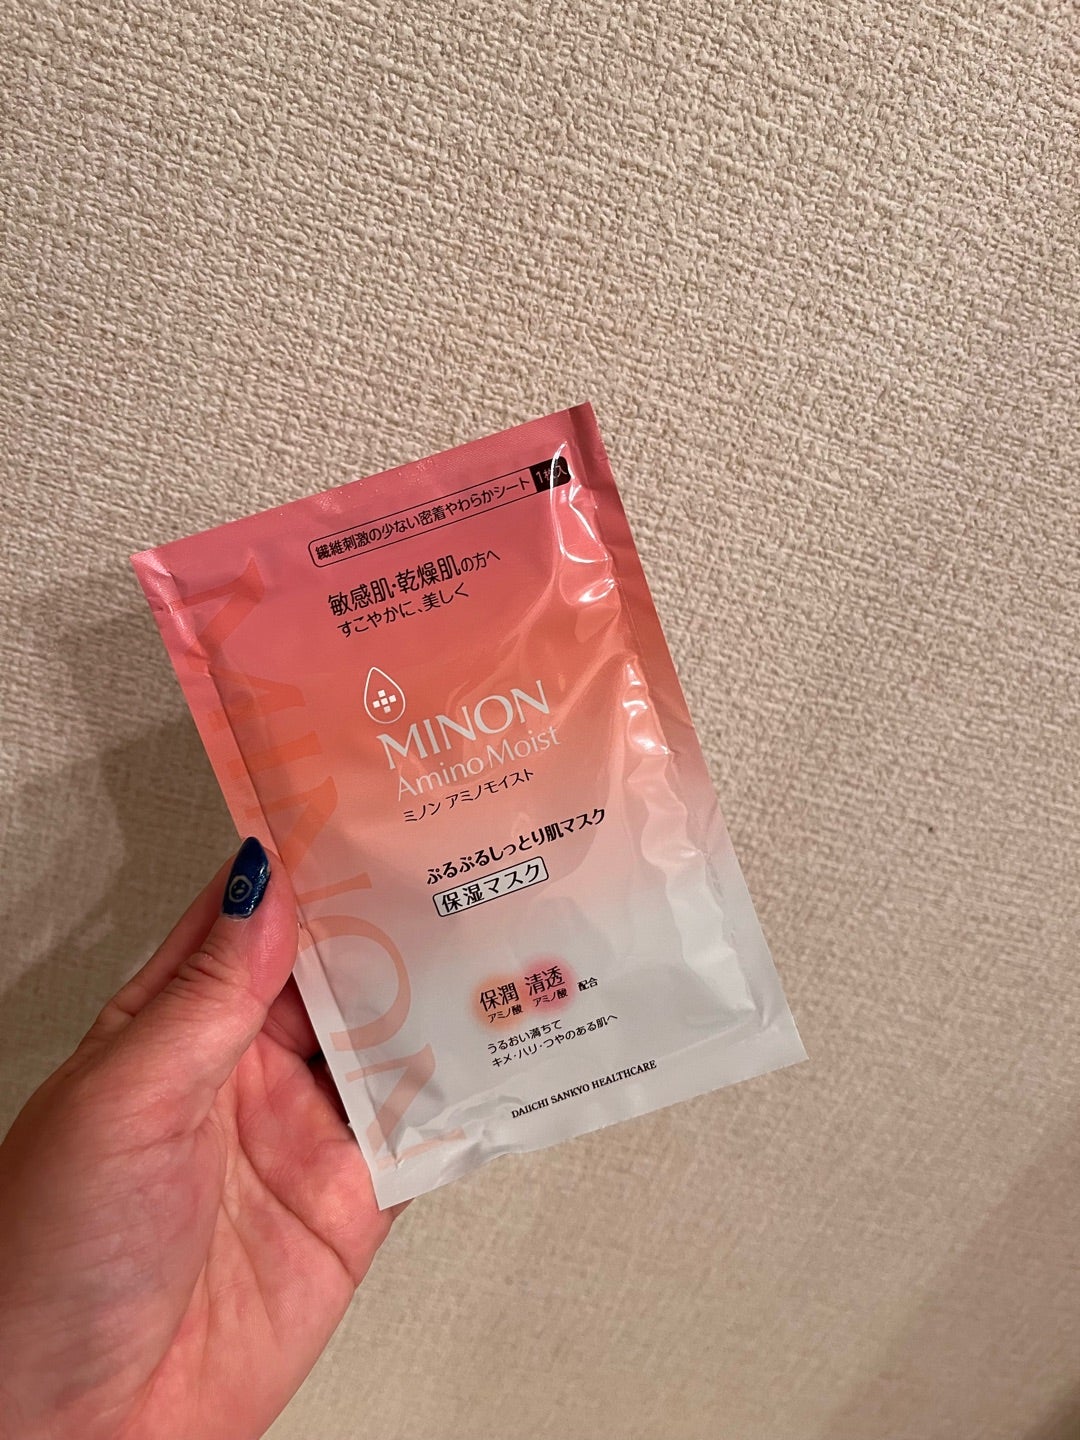 繊維刺激の少ない密着やわらかシート 1枚入
敏感肌・乾燥肌の方へ
すこやかに、美しく
MINON
MINON
Amino Moist
ミノン アミノモイスト
ぷるぷるしっとり肌マスク
保湿マスク
保潤 清透
アミノ酸 アミノ酸 配合
うるおい満ちて
キメ・ハリ・つやのある肌へ
DAIICHI SANKYO HEALTHCARE